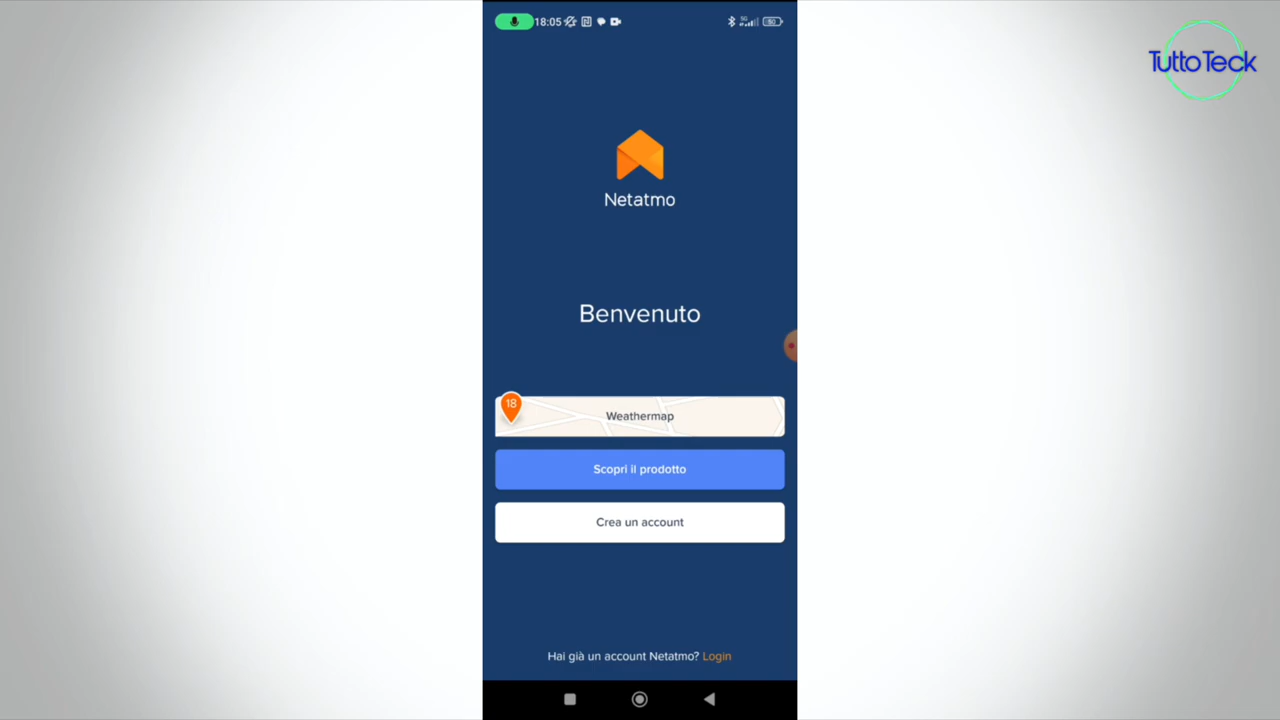 18:05
TuttoTeck
Netatmo
Benvenuto
18
Weathermap
Scopri il prodotto
Crea un account
Hai già un account Netatmo? Login